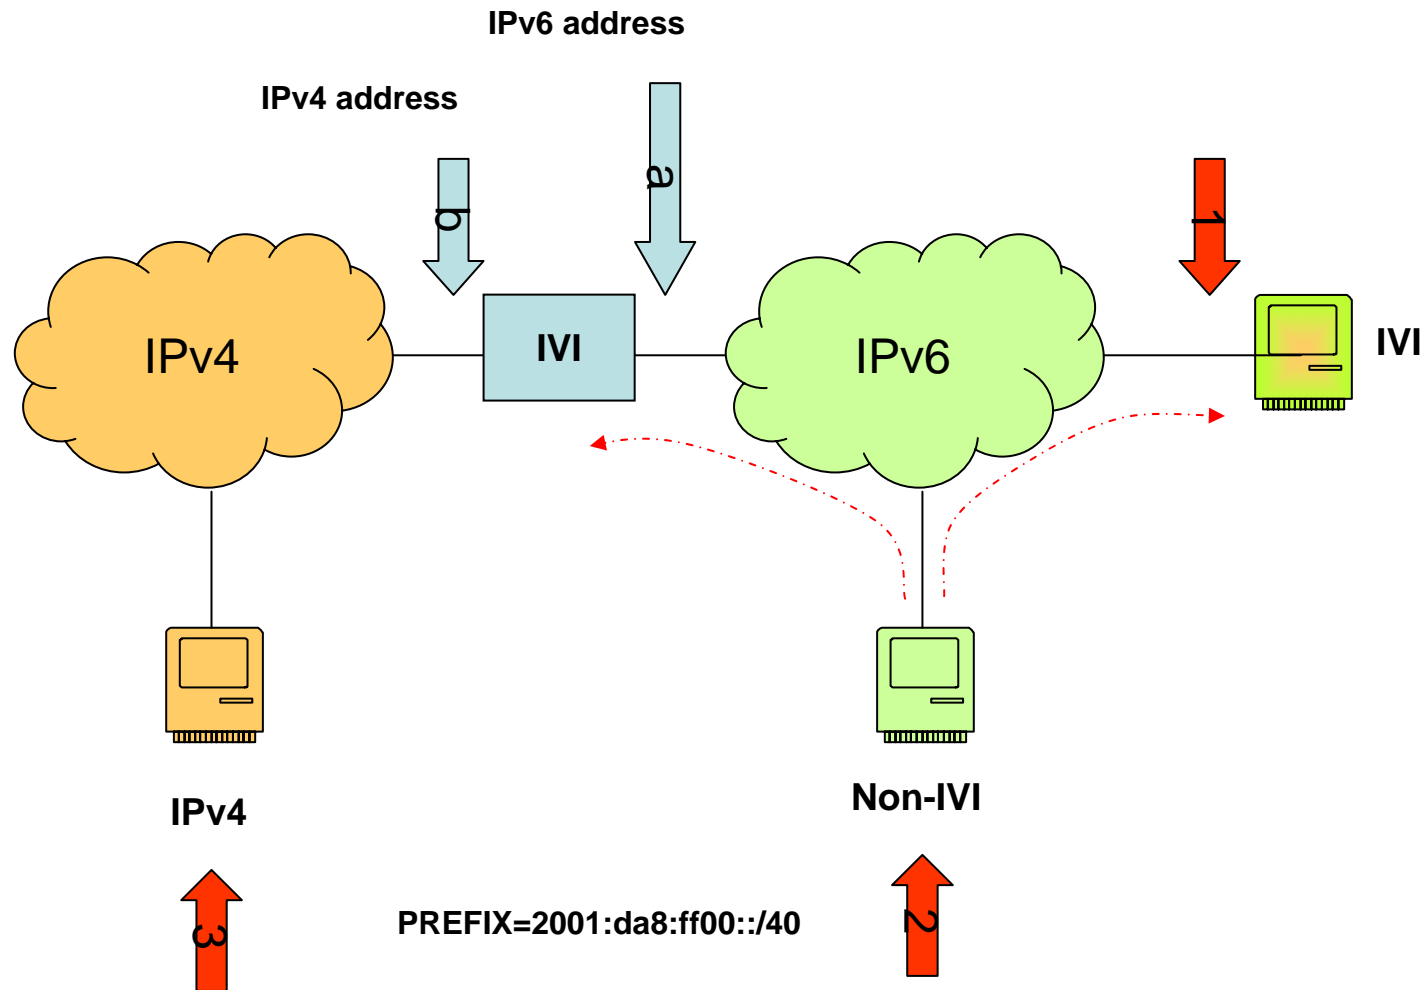 IPv6 address
IPv4 address
a
b
1
IPv4
IVI
IPv6
IVI
IPv4
Non-IVI
3
PREFIX=2001:da8:ff00::/40
2